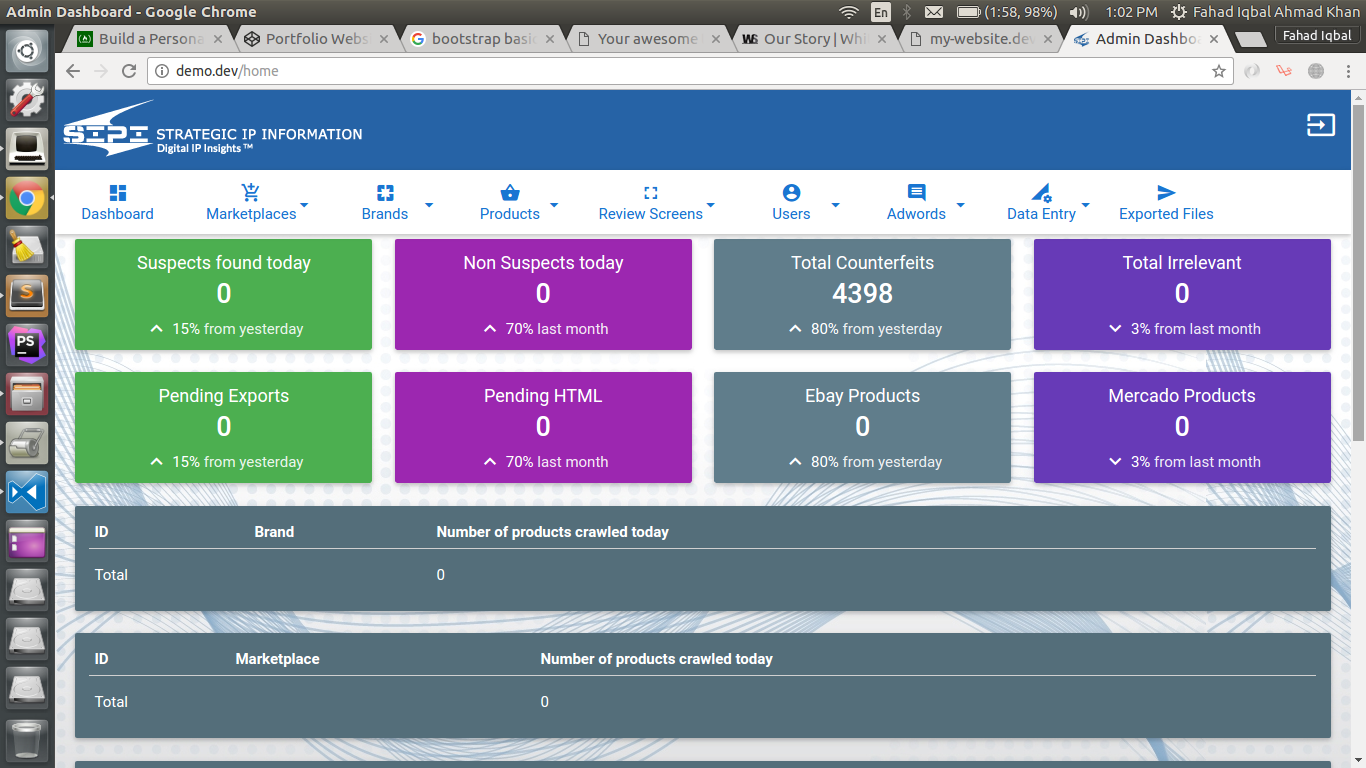 Admin Dashboard - Google Chrome
En
(1:58, 98%)
1:02 PM
Fahad Iqbal Ahmad Khan
Build a Persona
Portfolio Webs
bootstrap basi
Your awesome
Our Story | Whi
my-website.dev
Admin Dashbo
Fahad Iqbal
demo.dev/home
SIPI
STRATEGIC IP INFORMATION
Digital IP Insights™
Dashboard
Marketplaces
Brands
Products
Review Screens
Users
Adwords
Data Entry
Exported Files
Suspects found today
0
15% from yesterday
Non Suspects today
0
70% last month
Total Counterfeits
4398
80% from yesterday
Total Irrelevant
0
3% from last month
Pending Exports
0
15% from yesterday
Pending HTML
0
70% last month
Ebay Products
0
80% from yesterday
Mercado Products
0
3% from last month
ID Brand Number of products crawled today
Total 0
ID Marketplace Number of products crawled today
Total 0
S
PS